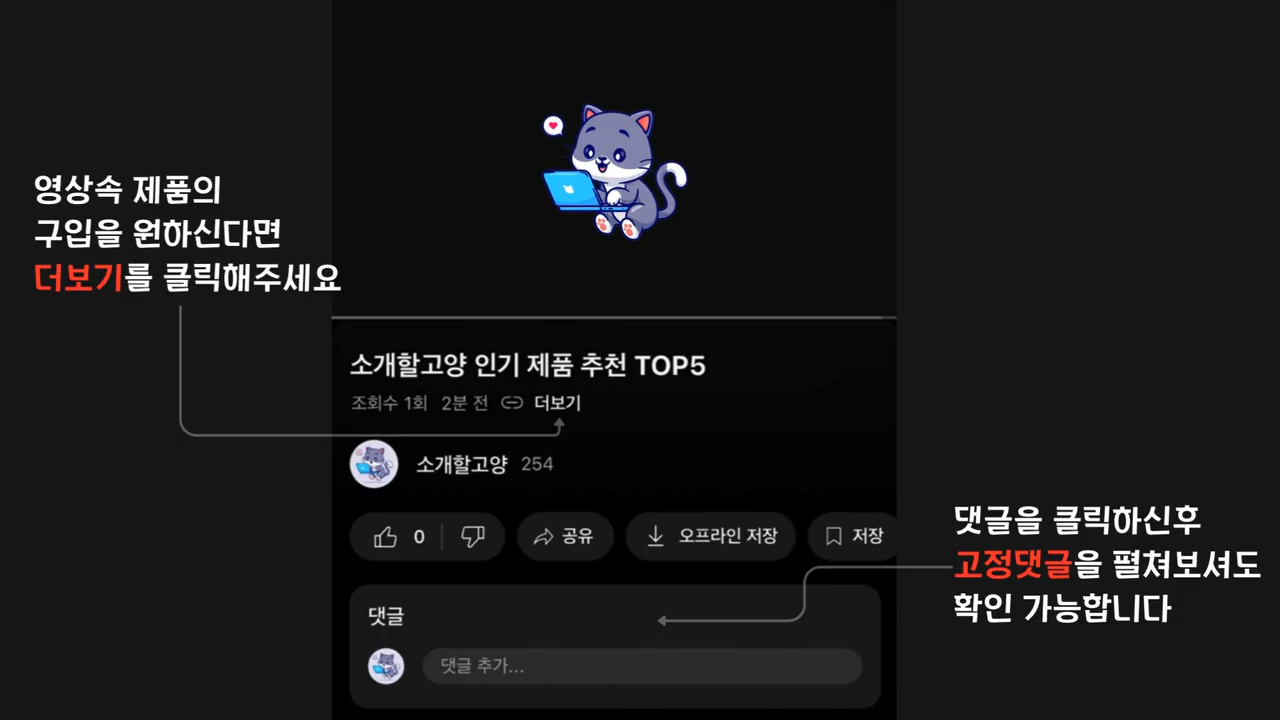 영상속 제품의
구입을 원하신다면
더보기를 클릭해주세요
소개할고양 인기 제품 추천 TOP5
조회수 1회 2분 전 더보기
소개할고양 254
0 공유 오프라인 저장 저장
댓글
댓글 추가...
댓글을 클릭하신후
고정댓글을 펼쳐보셔도
확인 가능합니다